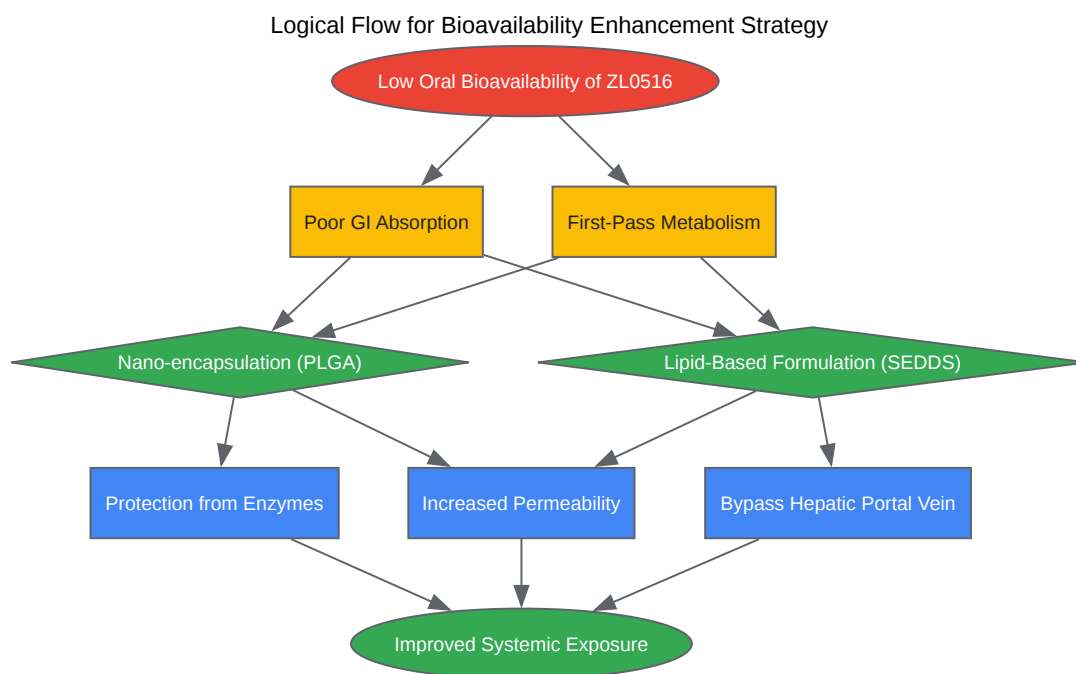 Logical Flow for Bioavailability Enhancement Strategy
Low Oral Bioavailability of ZL0516
Poor GI Absorption
First-Pass Metabolism
Nano-encapsulation (PLGA)
Lipid-Based Formulation (SEDDS)
Protection from Enzymes
Increased Permeability
Bypass Hepatic Portal Vein
Improved Systemic Exposure